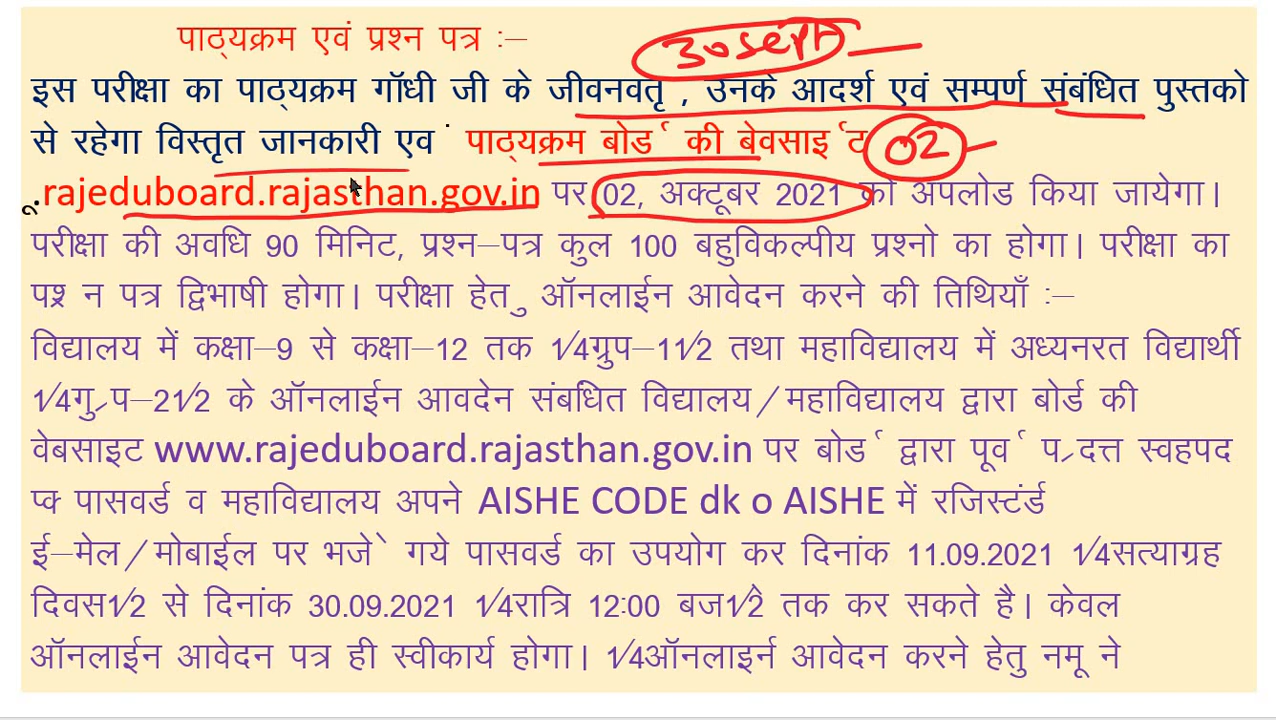 पाठ्यक्रम एवं प्रश्न पत्र :–
Joseph
इस परीक्षा का पाठ्यक्रम गॉधी जी के जीवनवतृ , उनके आदर्श एवं सम्पर्ण संबंधित पुस्तको
से रहेगा विस्तृत जानकारी एवं पाठ्यक्रम बोर्ड की बेवसाईट 02
.rajeduboard.rajasthan.gov.in पर 02, अक्टूबर 2021 को अपलोड किया जायेगा।
परीक्षा की अवधि 90 मिनिट, प्रश्न–पत्र कुल 100 बहुविकल्पीय प्रश्नो का होगा। परीक्षा का
पश्र न पत्र द्विभाषी होगा। परीक्षा हेतु ऑनलाईन आवेदन करने की तिथियाँ :–
विद्यालय में कक्षा–9 से कक्षा–12 तक 1⁄4ग्रुप–11⁄2 तथा महाविद्यालय में अध्यनरत विद्यार्थी
1⁄4गु्रप–21⁄2 के ऑनलाईन आवदेन संबंधित विद्यालय/महाविद्यालय द्वारा बोर्ड की
वेबसाइट www.rajeduboard.rajasthan.gov.in पर बोर्ड द्वारा पूर्व प्रदत्त स्वहपद
प्क पासवर्ड व महाविद्यालय अपने AISHE CODE dk o AISHE में रजिस्टंर्ड
ई–मेल/मोबाईल पर भजे` गये पासवर्ड का उपयोग कर दिनांक 11.09.2021 1⁄4सत्याग्रह
दिवस1⁄2 से दिनांक 30.09.2021 1⁄4रात्रि 12:00 बजे1⁄2 तक कर सकते है। केवल
ऑनलाईन आवेदन पत्र ही स्वीकार्य होगा। 1⁄4ऑनलाइर्न आवेदन करने हेतु नमू ने